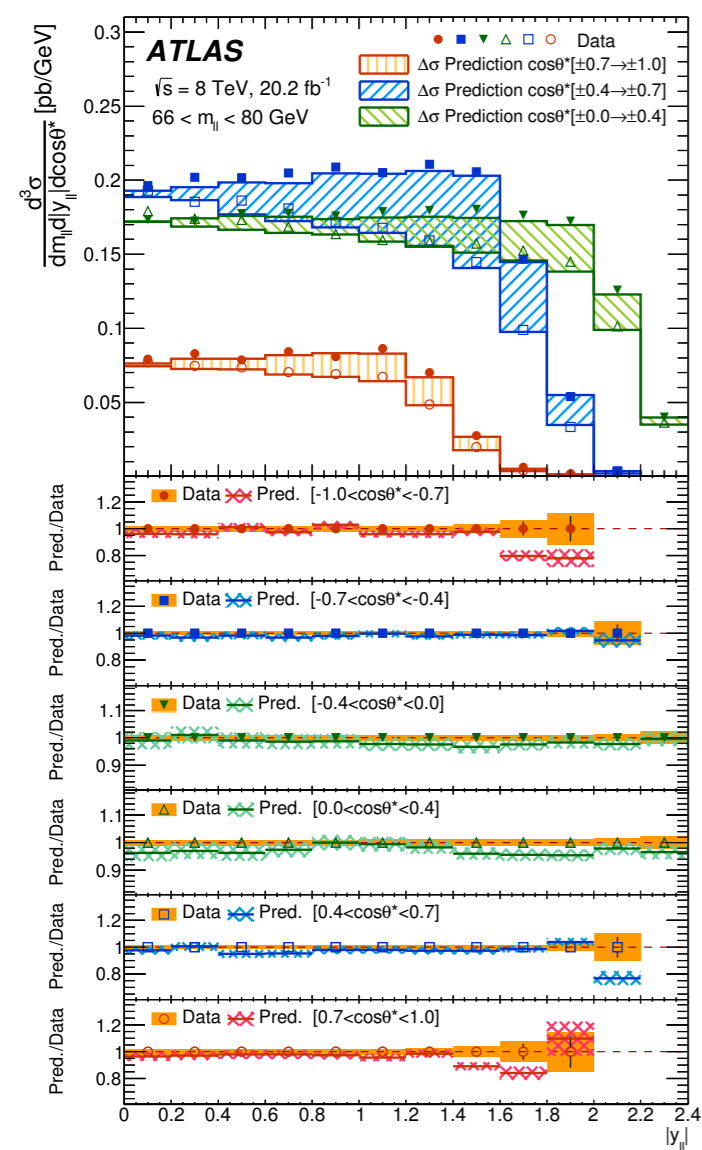 0.3
ATLAS
Data
√s = 8 TeV, 20.2 fb⁻¹
Δσ Prediction cosθ*[±0.7→±1.0]
66 < m_ll < 80 GeV
Δσ Prediction cosθ*[±0.4→±0.7]
Δσ Prediction cosθ*[±0.0→±0.4]
d³σ
dm_ll d|y_ll|dcosθ* [pb/GeV]
0.25
0.2
0.15
0.1
0.05
Pred./Data
Data Pred. [-1.0<cosθ*<-0.7]
1.2
1
0.8
Pred./Data
Data Pred. [-0.7<cosθ*<-0.4]
1.2
1
0.8
Pred./Data
Data Pred. [-0.4<cosθ*<0.0]
1.1
1
0.9
Pred./Data
Data Pred. [0.0<cosθ*<0.4]
1.1
1
0.9
Pred./Data
Data Pred. [0.4<cosθ*<0.7]
1.2
1
0.8
Pred./Data
Data Pred. [0.7<cosθ*<1.0]
1.2
1
0.8
0 0.2 0.4 0.6 0.8 1 1.2 1.4 1.6 1.8 2 2.2 2.4
|y_ll|